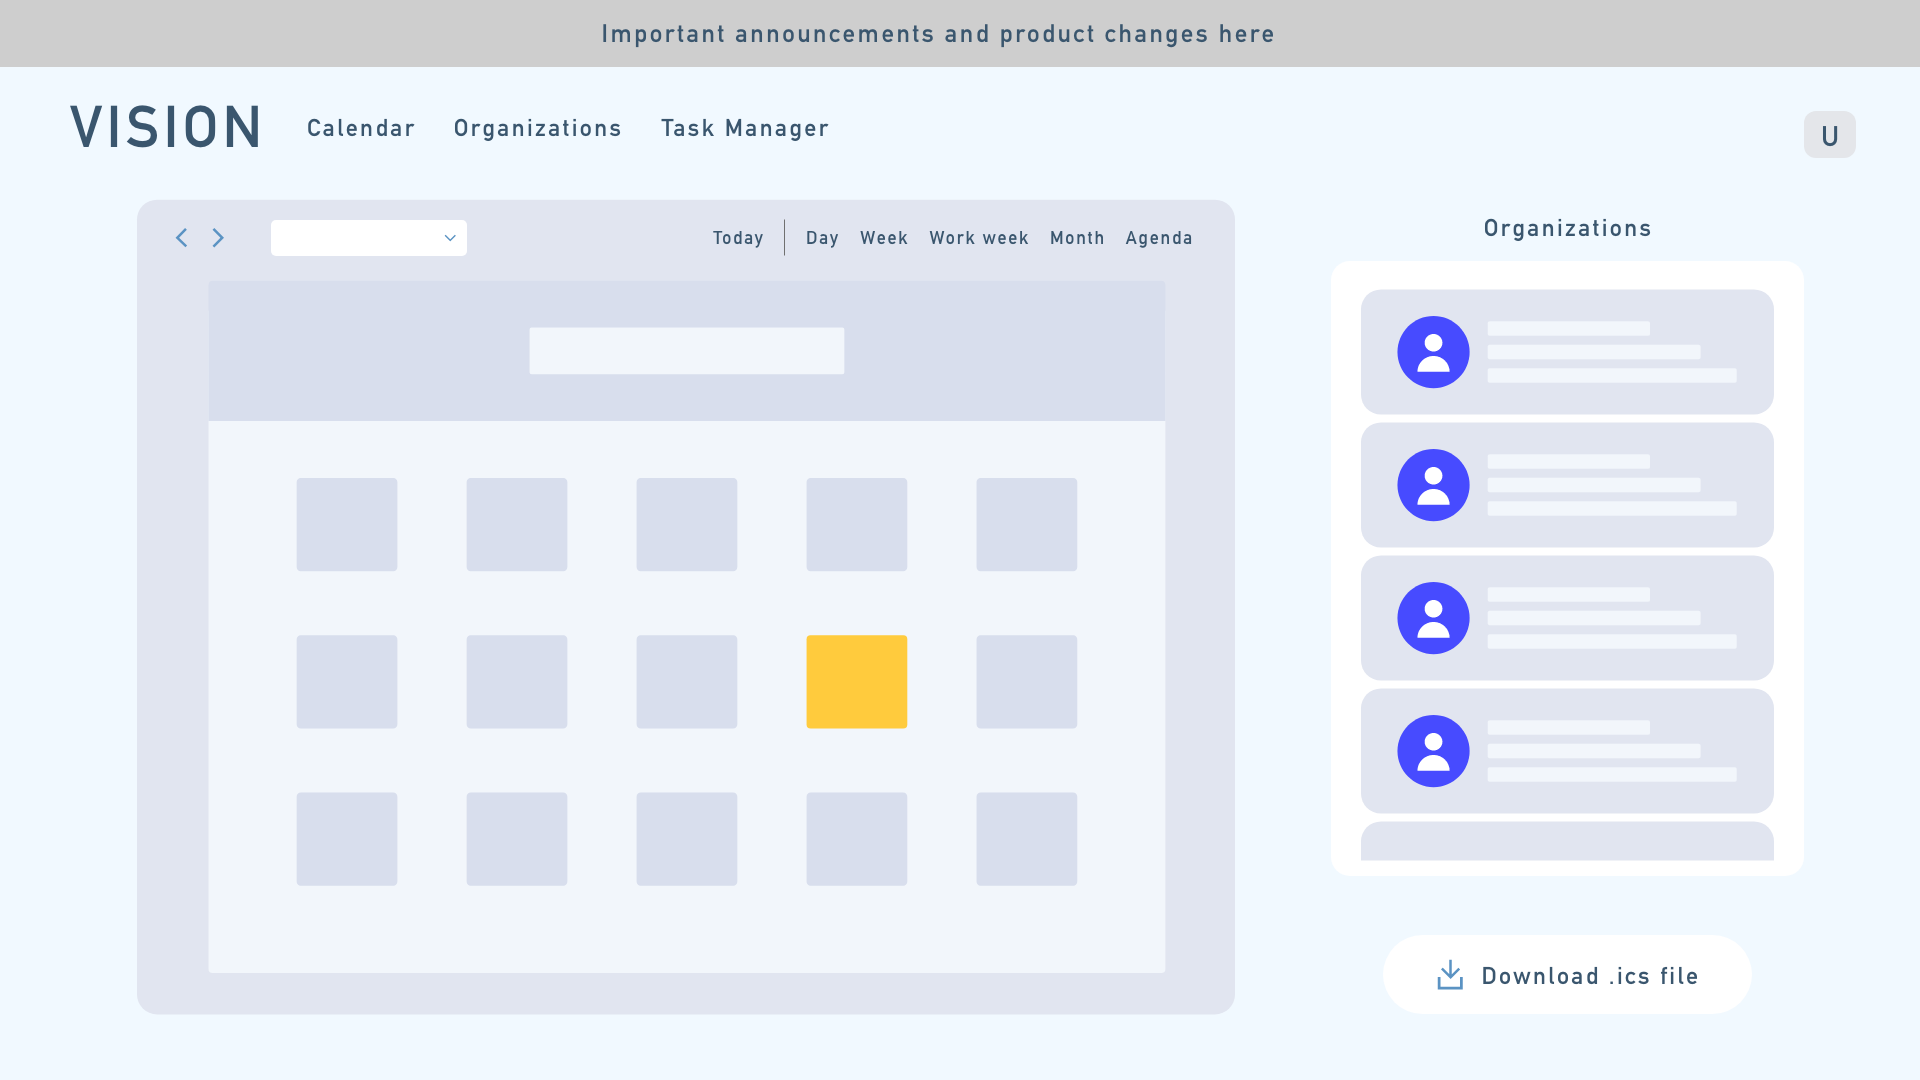 Important announcements and product changes here
VISION Calendar Organizations Task Manager U
Today Day Week Work week Month Agenda
Organizations
Download .ics file